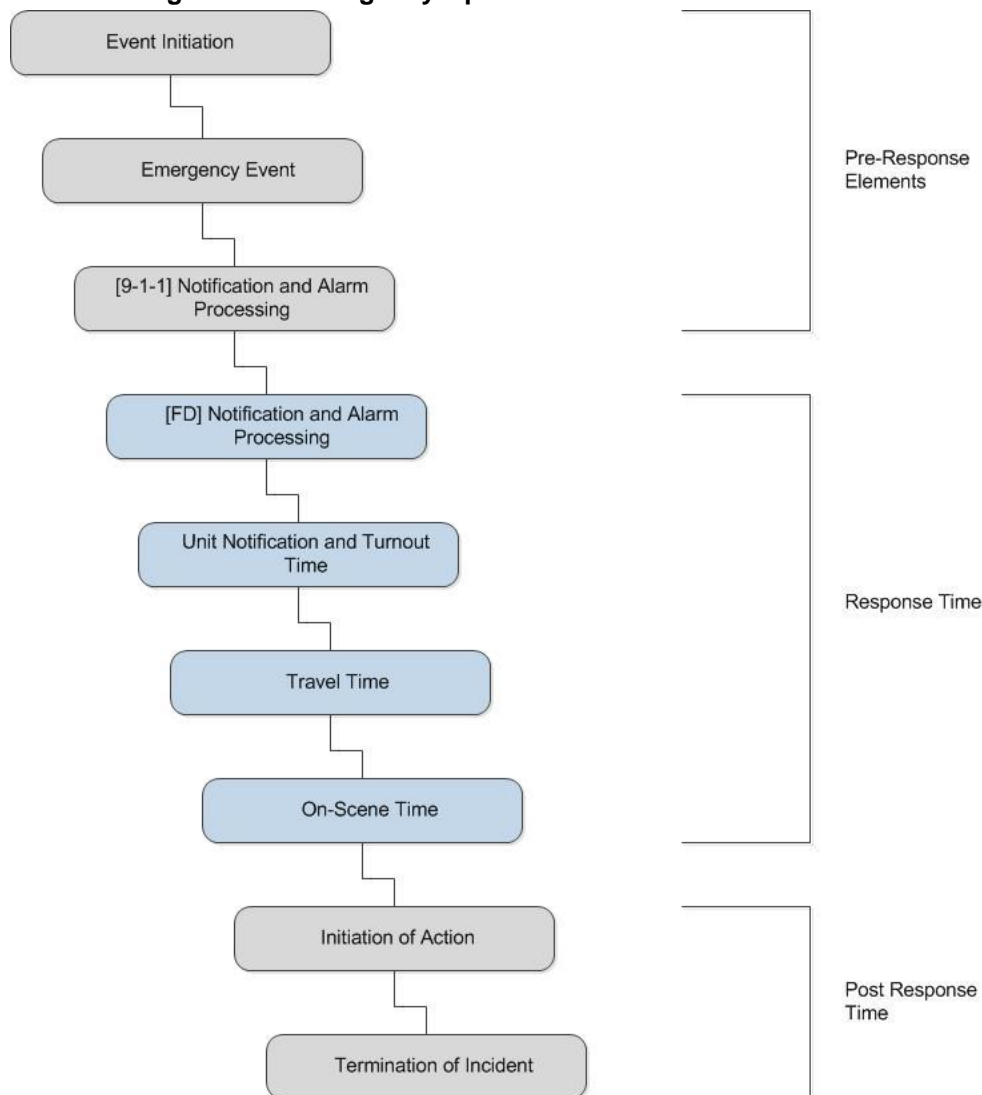 Event Initiation
Emergency Event
[9-1-1] Notification and Alarm
Processing
Pre-Response
Elements
[FD] Notification and Alarm
Processing
Unit Notification and Turnout
Time
Travel Time
On-Scene Time
Response Time
Initiation of Action
Termination of Incident
Post Response
Time